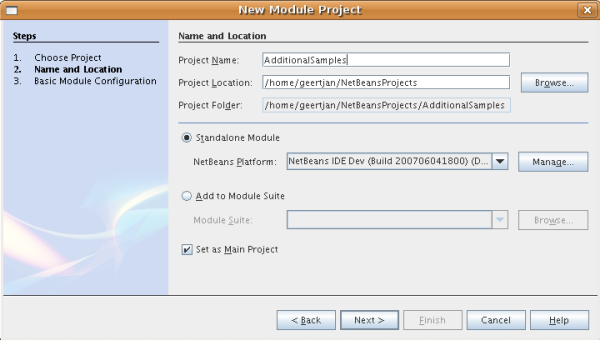 New Module Project
Steps
1. Choose Project
2. Name and Location
3. Basic Module Configuration
Name and Location
Project Name: AdditionalSamples
Project Location: /home/geertjan/NetBeansProjects Browse...
Project Folder: /home/geertjan/NetBeansProjects/AdditionalSamples
Standalone Module
NetBeans Platform: NetBeans IDE Dev (Build 200706041800) (D... Manage...
Add to Module Suite
Module Suite: Browse...
Set as Main Project
< Back Next > Finish Cancel Help